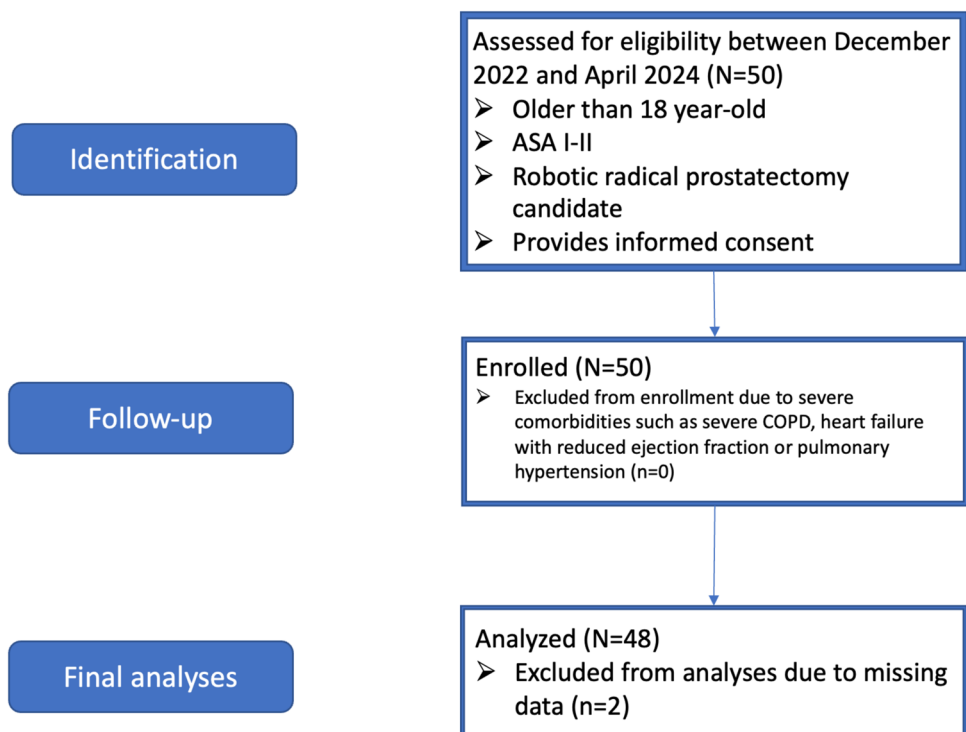 Identification
Assessed for eligibility between December
2022 and April 2024 (N=50)
➢ Older than 18 year-old
➢ ASA I-II
➢ Robotic radical prostatectomy
candidate
➢ Provides informed consent
Follow-up
Enrolled (N=50)
➢ Excluded from enrollment due to severe
comorbidities such as severe COPD, heart failure
with reduced ejection fraction or pulmonary
hypertension (n=0)
Final analyses
Analyzed (N=48)
➢ Excluded from analyses due to missing
data (n=2)